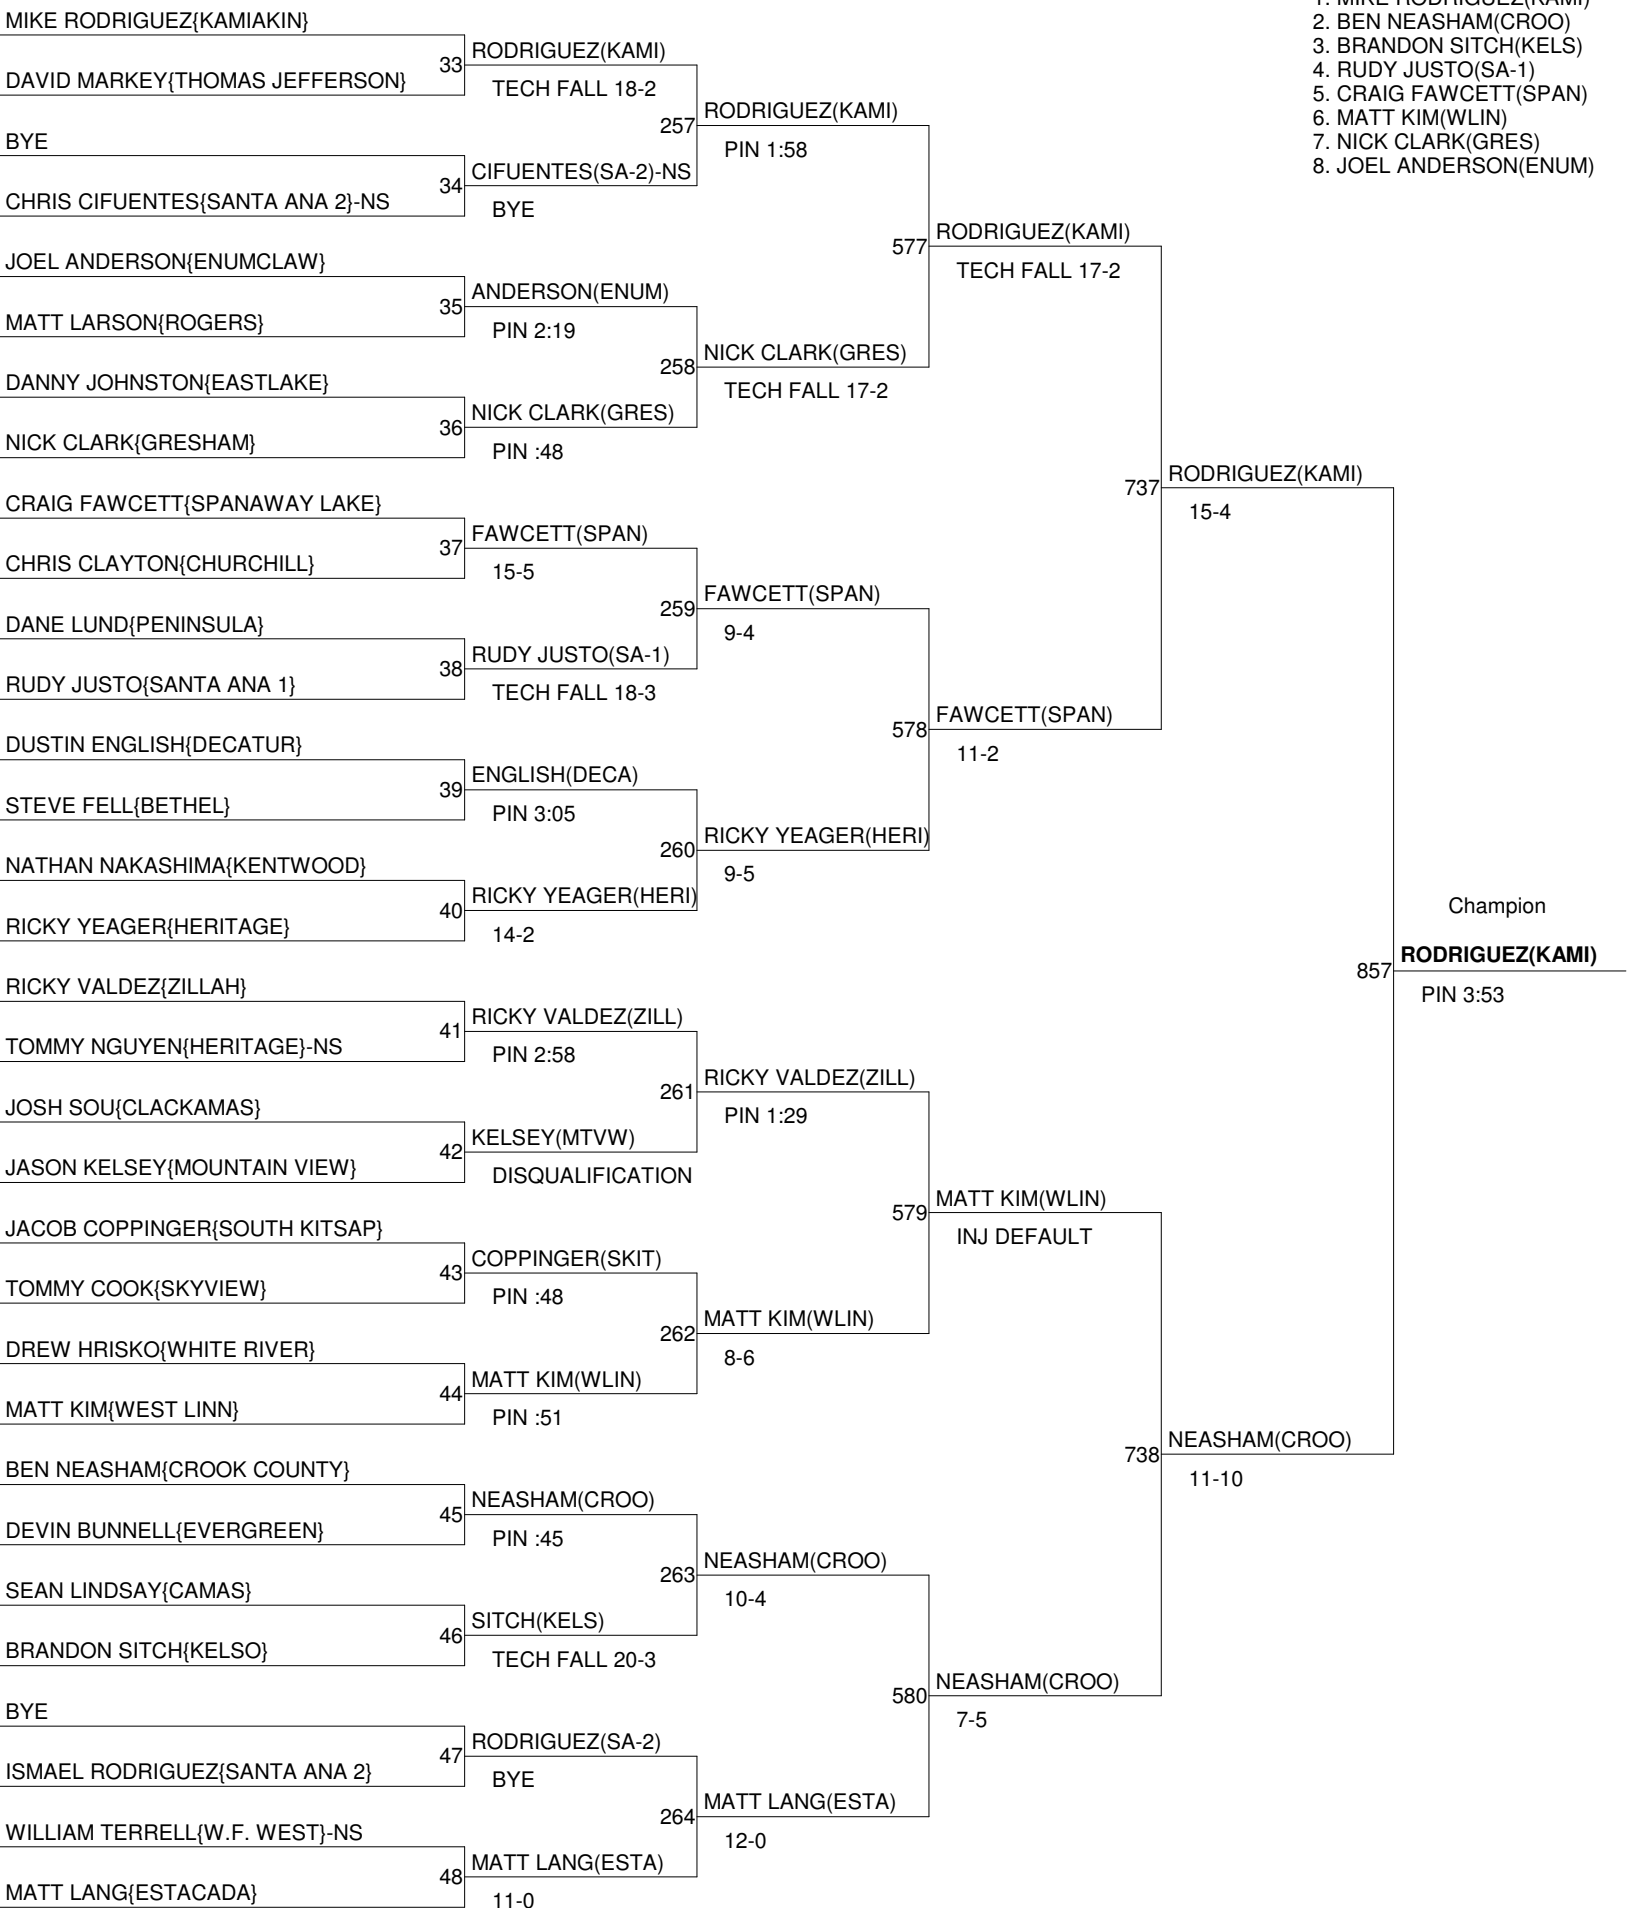 MIKE RODRIGUEZ{KAMIAKIN}
33
DAVID MARKEY{THOMAS JEFFERSON}
BYE
34
CHRIS CIFUENTES{SANTA ANA 2}-NS
JOEL ANDERSON{ENUMCLAW}
35
MATT LARSON{ROGERS}
DANNY JOHNSTON{EASTLAKE}
36
NICK CLARK{GRESHAM}
CRAIG FAWCETT{SPANAWAY LAKE}
37
CHRIS CLAYTON{CHURCHILL}
DANE LUND{PENINSULA}
38
RUDY JUSTO{SANTA ANA 1}
DUSTIN ENGLISH{DECATUR}
39
STEVE FELL{BETHEL}
NATHAN NAKASHIMA{KENTWOOD}
40
RICKY YEAGER{HERITAGE}
RICKY VALDEZ{ZILLAH}
41
TOMMY NGUYEN{HERITAGE}-NS
JOSH SOU{CLACKAMAS}
42
JASON KELSEY{MOUNTAIN VIEW}
JACOB COPPINGER{SOUTH KITSAP}
43
TOMMY COOK{SKYVIEW}
DREW HRISKO{WHITE RIVER}
44
MATT KIM{WEST LINN}
BEN NEASHAM{CROOK COUNTY}
45
DEVIN BUNNELL{EVERGREEN}
SEAN LINDSAY{CAMAS}
46
BRANDON SITCH{KELSO}
BYE
47
ISMAEL RODRIGUEZ{SANTA ANA 2}
WILLIAM TERRELL{W.F. WEST}-NS
48
MATT LANG{ESTACADA}
RODRIGUEZ(KAMI)
TECH FALL 18-2
257
CIFUENTES(SA-2)-NS
BYE
ANDERSON(ENUM)
PIN 2:19
258
NICK CLARK(GRES)
PIN :48
FAWCETT(SPAN)
15-5
259
RUDY JUSTO(SA-1)
TECH FALL 18-3
ENGLISH(DECA)
PIN 3:05
260
RICKY YEAGER(HERI)
14-2
RICKY VALDEZ(ZILL)
PIN 2:58
261
KELSEY(MTVW)
DISQUALIFICATION
COPPINGER(SKIT)
PIN :48
262
MATT KIM(WLIN)
PIN :51
NEASHAM(CROO)
PIN :45
263
SITCH(KELS)
TECH FALL 20-3
RODRIGUEZ(SA-2)
BYE
264
MATT LANG(ESTA)
11-0
RODRIGUEZ(KAMI)
PIN 1:58
577
NICK CLARK(GRES)
TECH FALL 17-2
FAWCETT(SPAN)
9-4
578
RICKY YEAGER(HERI)
9-5
RICKY VALDEZ(ZILL)
PIN 1:29
579
MATT KIM(WLIN)
8-6
NEASHAM(CROO)
10-4
580
MATT LANG(ESTA)
12-0
RODRIGUEZ(KAMI)
TECH FALL 17-2
737
FAWCETT(SPAN)
11-2
MATT KIM(WLIN)
INJ DEFAULT
738
NEASHAM(CROO)
7-5
RODRIGUEZ(KAMI)
15-4
857
NEASHAM(CROO)
11-10
Champion
RODRIGUEZ(KAMI)
PIN 3:53
1. MIKE RODRIGUEZ(KAMI)
2. BEN NEASHAM(CROO)
3. BRANDON SITCH(KELS)
4. RUDY JUSTO(SA-1)
5. CRAIG FAWCETT(SPAN)
6. MATT KIM(WLIN)
7. NICK CLARK(GRES)
8. JOEL ANDERSON(ENUM)